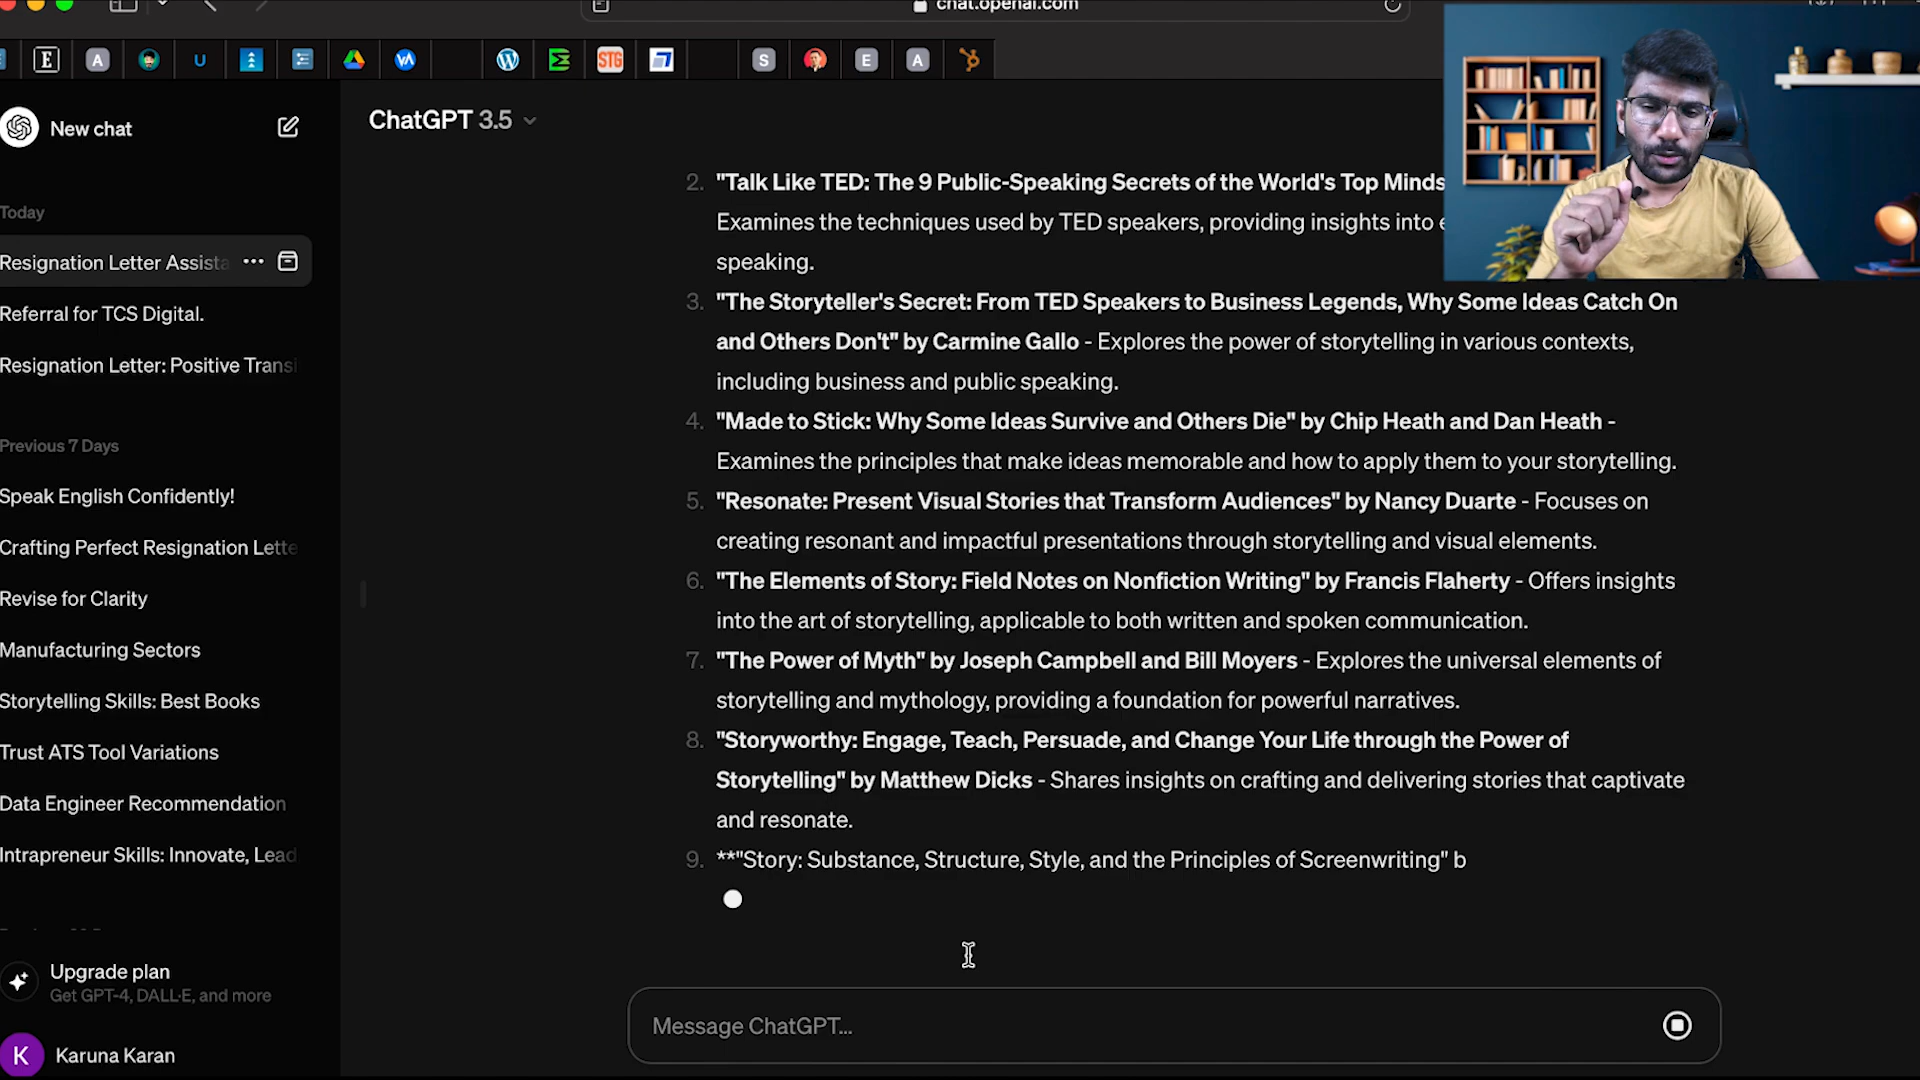 chat.openai.com
E
A
U
VA
STG
S
E
A
New chat
ChatGPT 3.5
Today
Resignation Letter Assista
Referral for TCS Digital.
Resignation Letter: Positive Transi
Previous 7 Days
Speak English Confidently!
Crafting Perfect Resignation Lette
Revise for Clarity
Manufacturing Sectors
Storytelling Skills: Best Books
Trust ATS Tool Variations
Data Engineer Recommendation
Intrapreneur Skills: Innovate, Lead
Upgrade plan
Get GPT-4, DALL·E, and more
K
Karuna Karan
2. "Talk Like TED: The 9 Public-Speaking Secrets of the World's Top Minds
Examines the techniques used by TED speakers, providing insights into e
speaking.
3. "The Storyteller's Secret: From TED Speakers to Business Legends, Why Some Ideas Catch On
and Others Don't" by Carmine Gallo - Explores the power of storytelling in various contexts,
including business and public speaking.
4. "Made to Stick: Why Some Ideas Survive and Others Die" by Chip Heath and Dan Heath -
Examines the principles that make ideas memorable and how to apply them to your storytelling.
5. "Resonate: Present Visual Stories that Transform Audiences" by Nancy Duarte - Focuses on
creating resonant and impactful presentations through storytelling and visual elements.
6. "The Elements of Story: Field Notes on Nonfiction Writing" by Francis Flaherty - Offers insights
into the art of storytelling, applicable to both written and spoken communication.
7. "The Power of Myth" by Joseph Campbell and Bill Moyers - Explores the universal elements of
storytelling and mythology, providing a foundation for powerful narratives.
8. "Storyworthy: Engage, Teach, Persuade, and Change Your Life through the Power of
Storytelling" by Matthew Dicks - Shares insights on crafting and delivering stories that captivate
and resonate.
9. **"Story: Substance, Structure, Style, and the Principles of Screenwriting" b
Message ChatGPT...